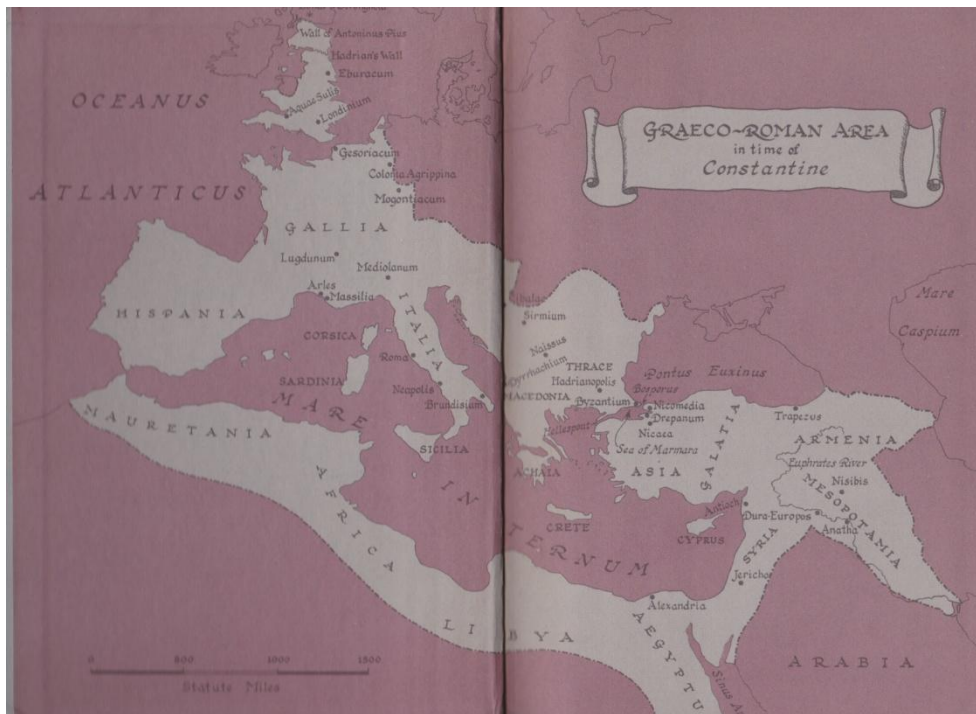 Wall of Antoninus Pius
Hadrian's Wall
Eburacum
OCEANUS
Aquae Sulis
Londinium
GRAECO-ROMAN AREA
in time of
Constantine
Gesoriacum
Colonia Agrippina
ATLANTICUS
Mogontiacum
GALLIA
Lugdunum
Mediolanum
Arles
Massilia
HISPANIA
ITALIA
CORSICA
Sirmium
Mare
Caspium
Roma
Naissus
Dyrrhachium
THRACE
Pontus Euxinus
SARDINIA
Neapolis
Hadrianopolis
Bosporus
MACEDONIA
Byzantium
Nicomedia
Brundisium
Drepanum
Trapezus
MAURETANIA
MARE
Hellespont
Nicaea
GALATIA
ARMENIA
SICILIA
Sea of Marmara
ACHAIA
ASIA
Euphrates River
Nisibis
MESOPOTAMIA
AFRICA
INTERNUM
Antioch
Dura-Europos
CRETE
Anatha
CYPRUS
SYRIA
Jericho
Alexandria
LIBYA
AEGYPTU
ARABIA
Sinus A
0 500 1000 1500
Statute Miles